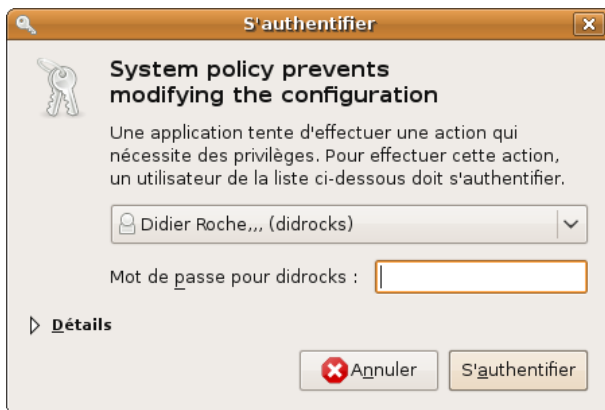 S'authentifier
System policy prevents
modifying the configuration
Une application tente d'effectuer une action qui
nécessite des privilèges. Pour effectuer cette action,
un utilisateur de la liste ci-dessous doit s'authentifier.
Didier Roche,,, (didrocks)
Mot de passe pour didrocks :
Détails
Annuler
S'authentifier